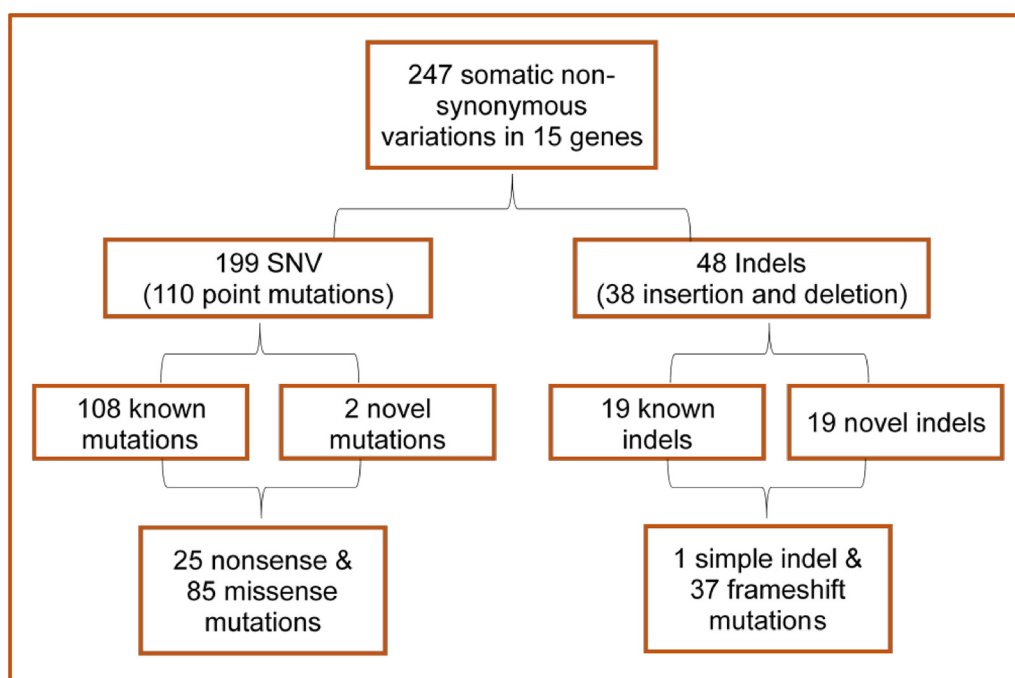 247 somatic non-
synonymous
variations in 15 genes
199 SNV
(110 point mutations)
48 Indels
(38 insertion and deletion)
108 known
mutations
2 novel
mutations
19 known
indels
19 novel indels
25 nonsense &
85 missense
mutations
1 simple indel &
37 frameshift
mutations